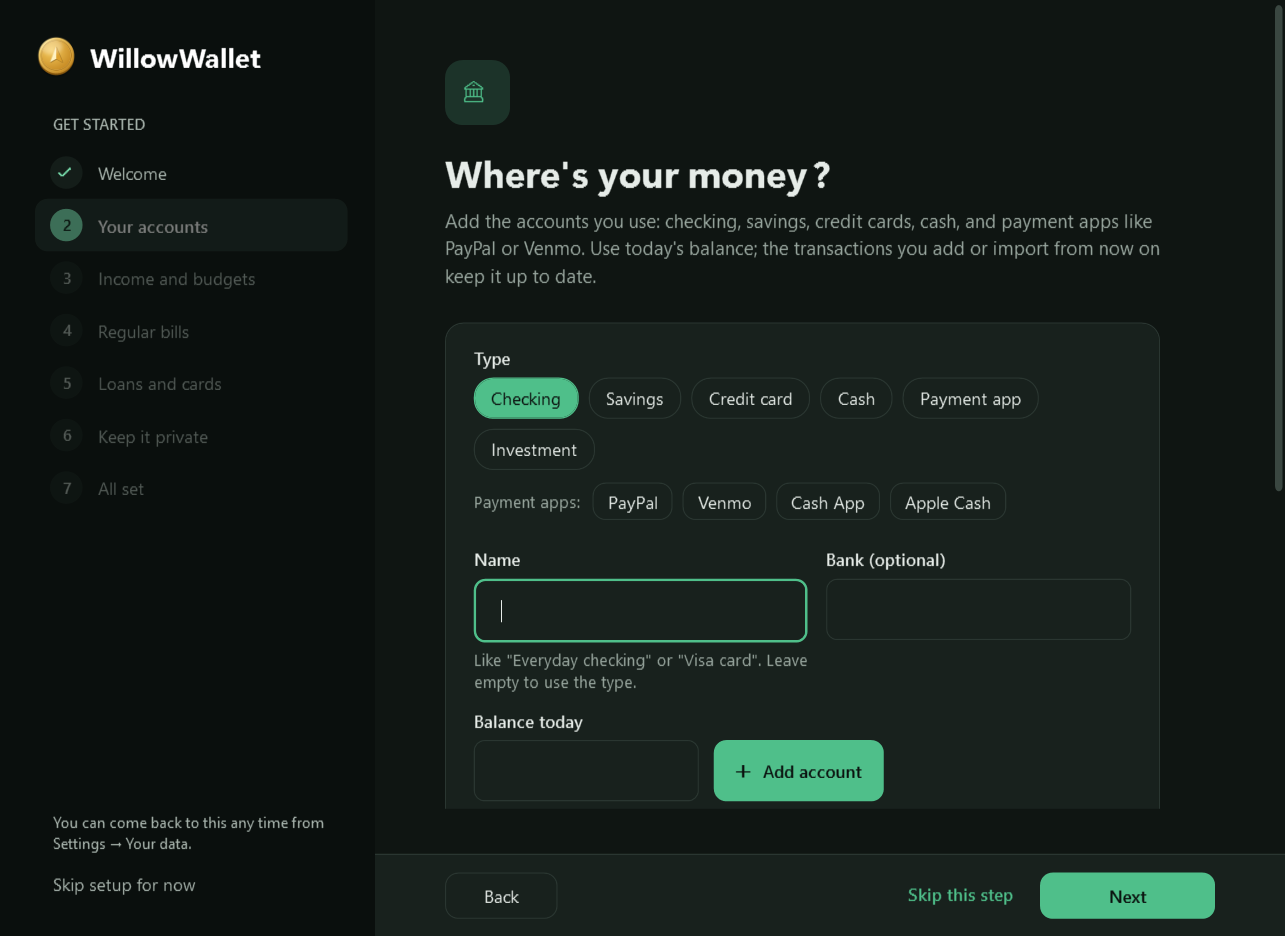 WillowWallet
GET STARTED
Welcome
2 Your accounts
3 Income and budgets
4 Regular bills
5 Loans and cards
6 Keep it private
7 All set
You can come back to this any time from
Settings → Your data.
Skip setup for now
Where's your money?
Add the accounts you use: checking, savings, credit cards, cash, and payment apps like
PayPal or Venmo. Use today's balance; the transactions you add or import from now on
keep it up to date.
Type
Checking Savings Credit card Cash Payment app
Investment
Payment apps: PayPal Venmo Cash App Apple Cash
Name Bank (optional)
Like "Everyday checking" or "Visa card". Leave
empty to use the type.
Balance today
+ Add account
Back Skip this step Next